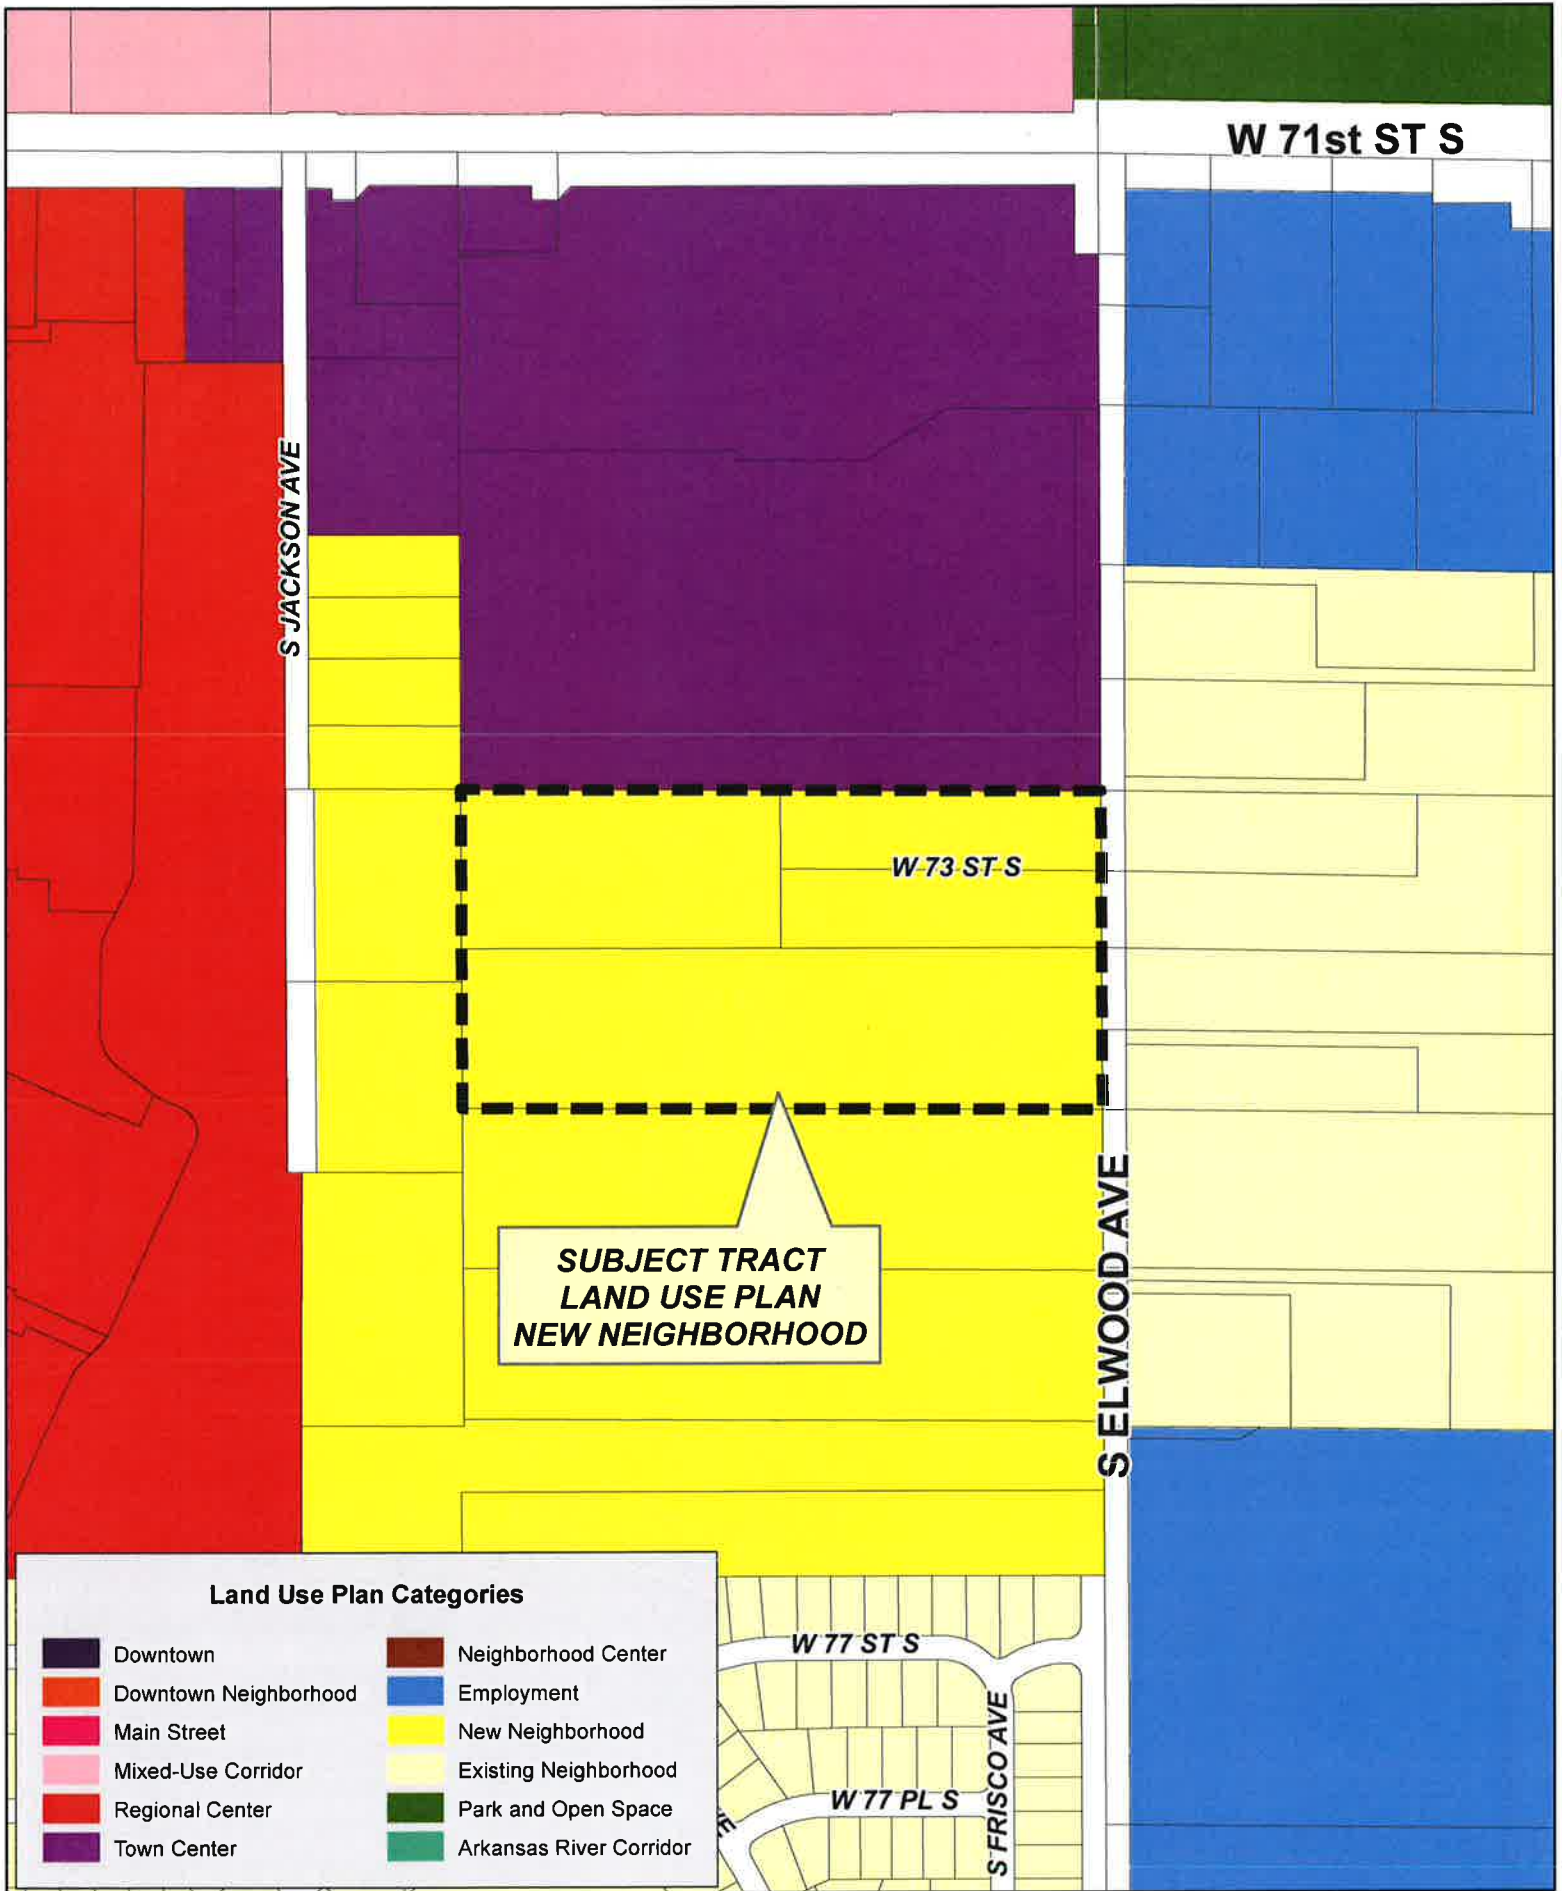 W 71st ST S
S JACKSON AVE
W 73 ST S
SUBJECT TRACT
LAND USE PLAN
NEW NEIGHBORHOOD
S ELWOOD AVE
W 77 ST S
S FRISCO AVE
W 77 PL S
Land Use Plan Categories
Downtown
Downtown Neighborhood
Main Street
Mixed-Use Corridor
Regional Center
Town Center
Neighborhood Center
Employment
New Neighborhood
Existing Neighborhood
Park and Open Space
Arkansas River Corridor